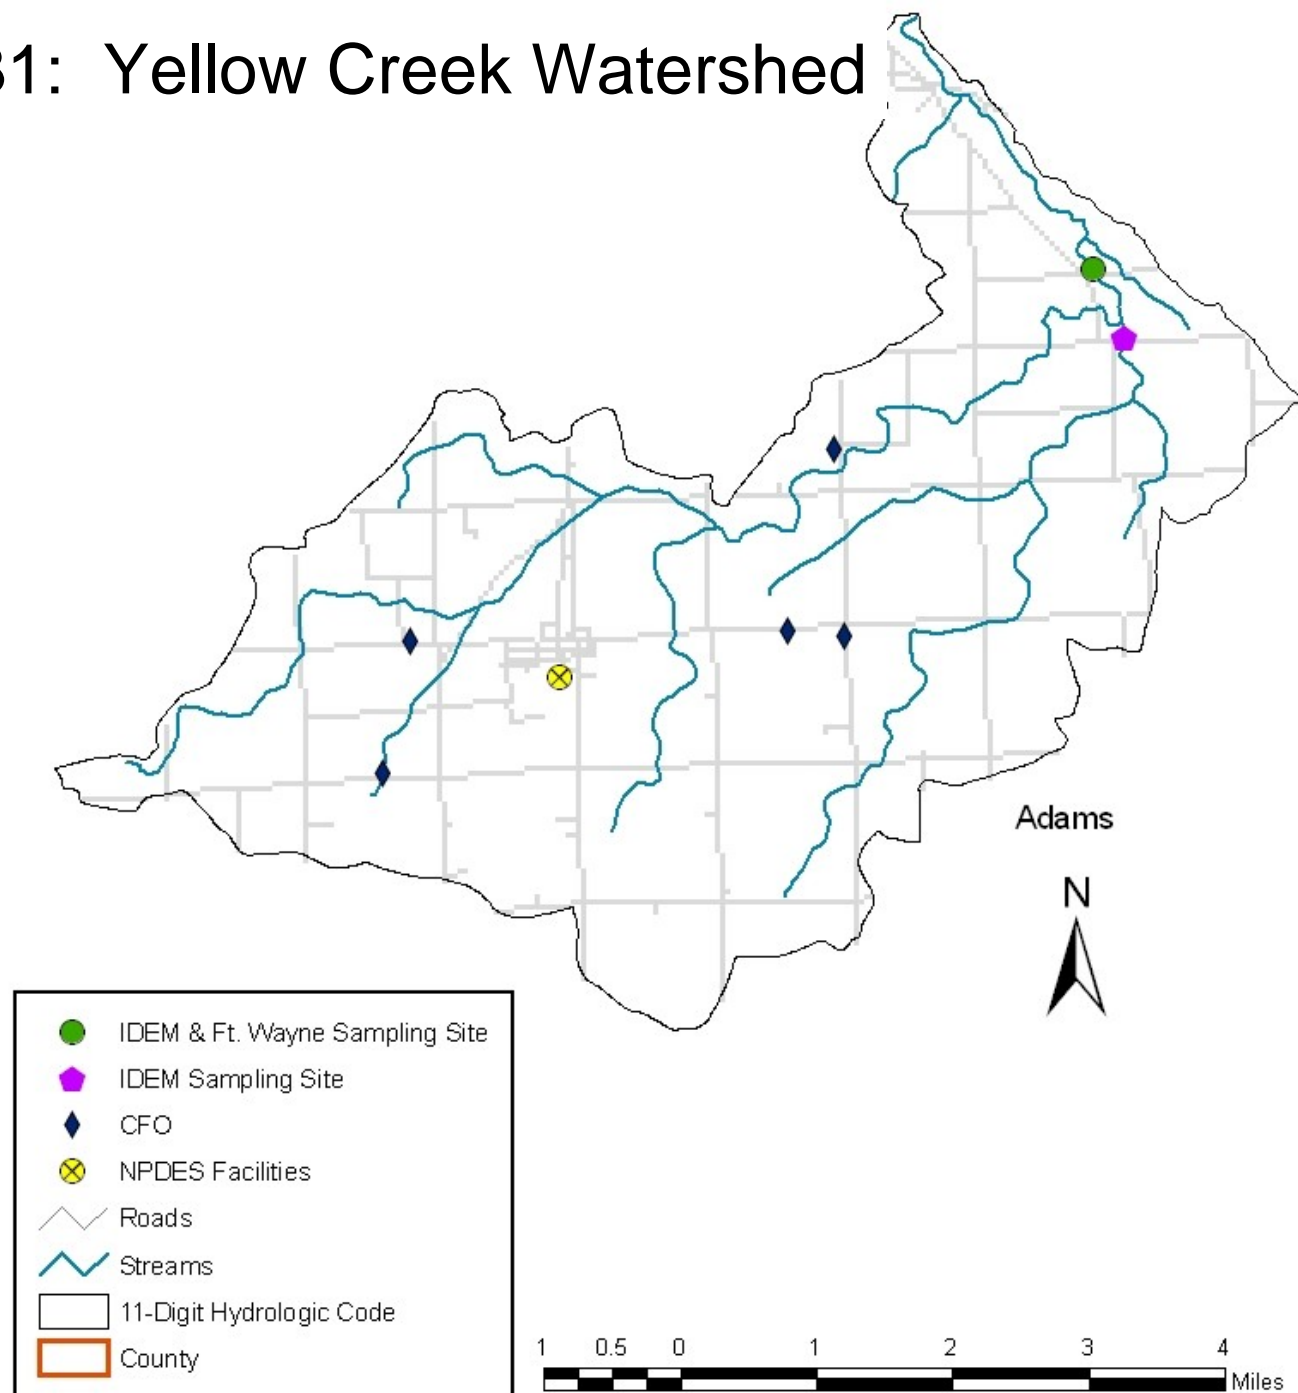 31: Yellow Creek Watershed
Adams
N
IDEM & Ft. Wayne Sampling Site
IDEM Sampling Site
CFO
NPDES Facilities
Roads
Streams
11-Digit Hydrologic Code
County
1 0.5 0 1 2 3 4
Miles